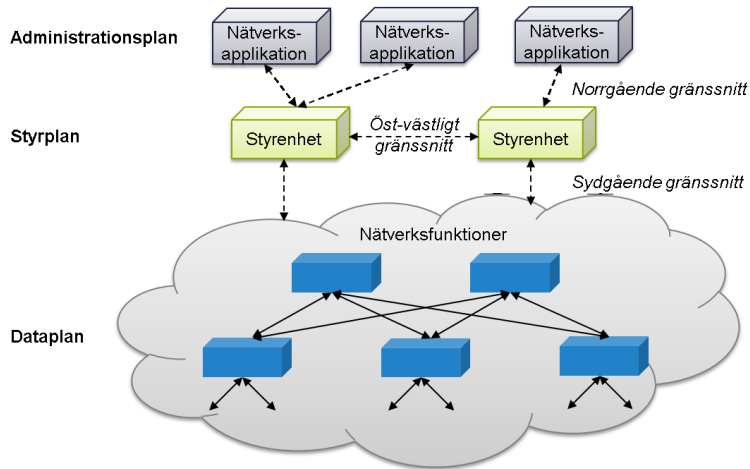 Administrationsplan
Nätverks-
applikation
Nätverks-
applikation
Nätverks-
applikation
Norrgående gränssnitt
Styrplan
Styrenhet
Öst-västligt
gränssnitt
Styrenhet
Sydgående gränssnitt
Nätverksfunktioner
Dataplan